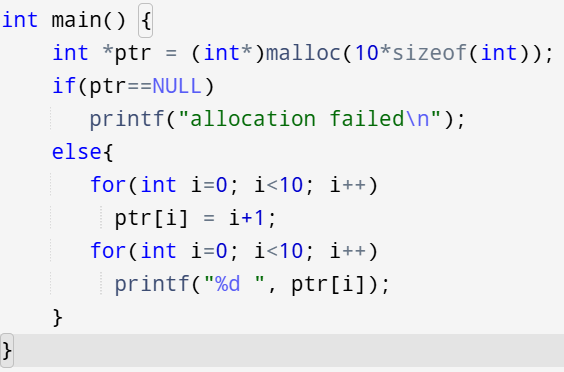 int main() {
    int *ptr = (int*)malloc(10*sizeof(int));
    if(ptr==NULL)
       printf("allocation failed\n");
    else{
       for(int i=0; i<10; i++)
         ptr[i] = i+1;
       for(int i=0; i<10; i++)
         printf("%d ", ptr[i]);
    }
}